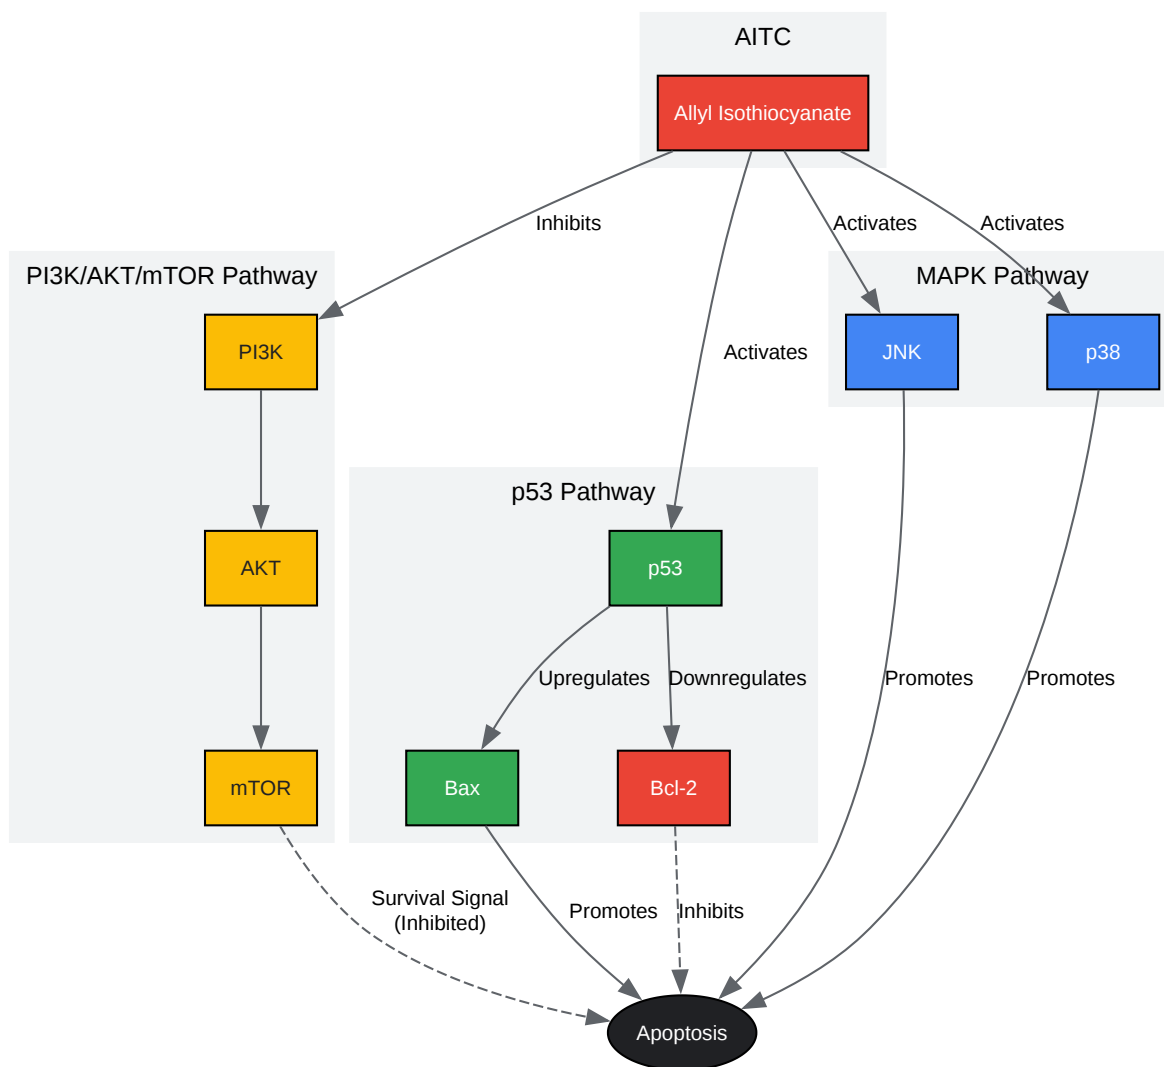 AITC
Allyl Isothiocyanate
Inhibits
Activates
Activates
PI3K/AKT/mTOR Pathway
MAPK Pathway
PI3K
Activates
JNK
p38
p53 Pathway
AKT
p53
Upregulates
Downregulates
Promotes
Promotes
mTOR
Bax
Bcl-2
Survival Signal
(Inhibited)
Promotes
Inhibits
Apoptosis